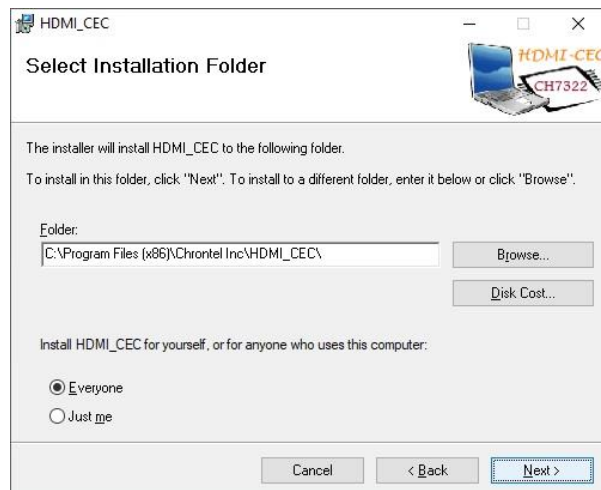 HDMI_CEC
Select Installation Folder
HDMI-CEC
CH7322
The installer will install HDMI_CEC to the following folder.
To install in this folder, click "Next". To install to a different folder, enter it below or click "Browse".
Folder:
C:\Program Files (x86)\Chrontel Inc\HDMI_CEC\
Browse...
Disk Cost...
Install HDMI_CEC for yourself, or for anyone who uses this computer:
Everyone
Just me
Cancel
< Back
Next >